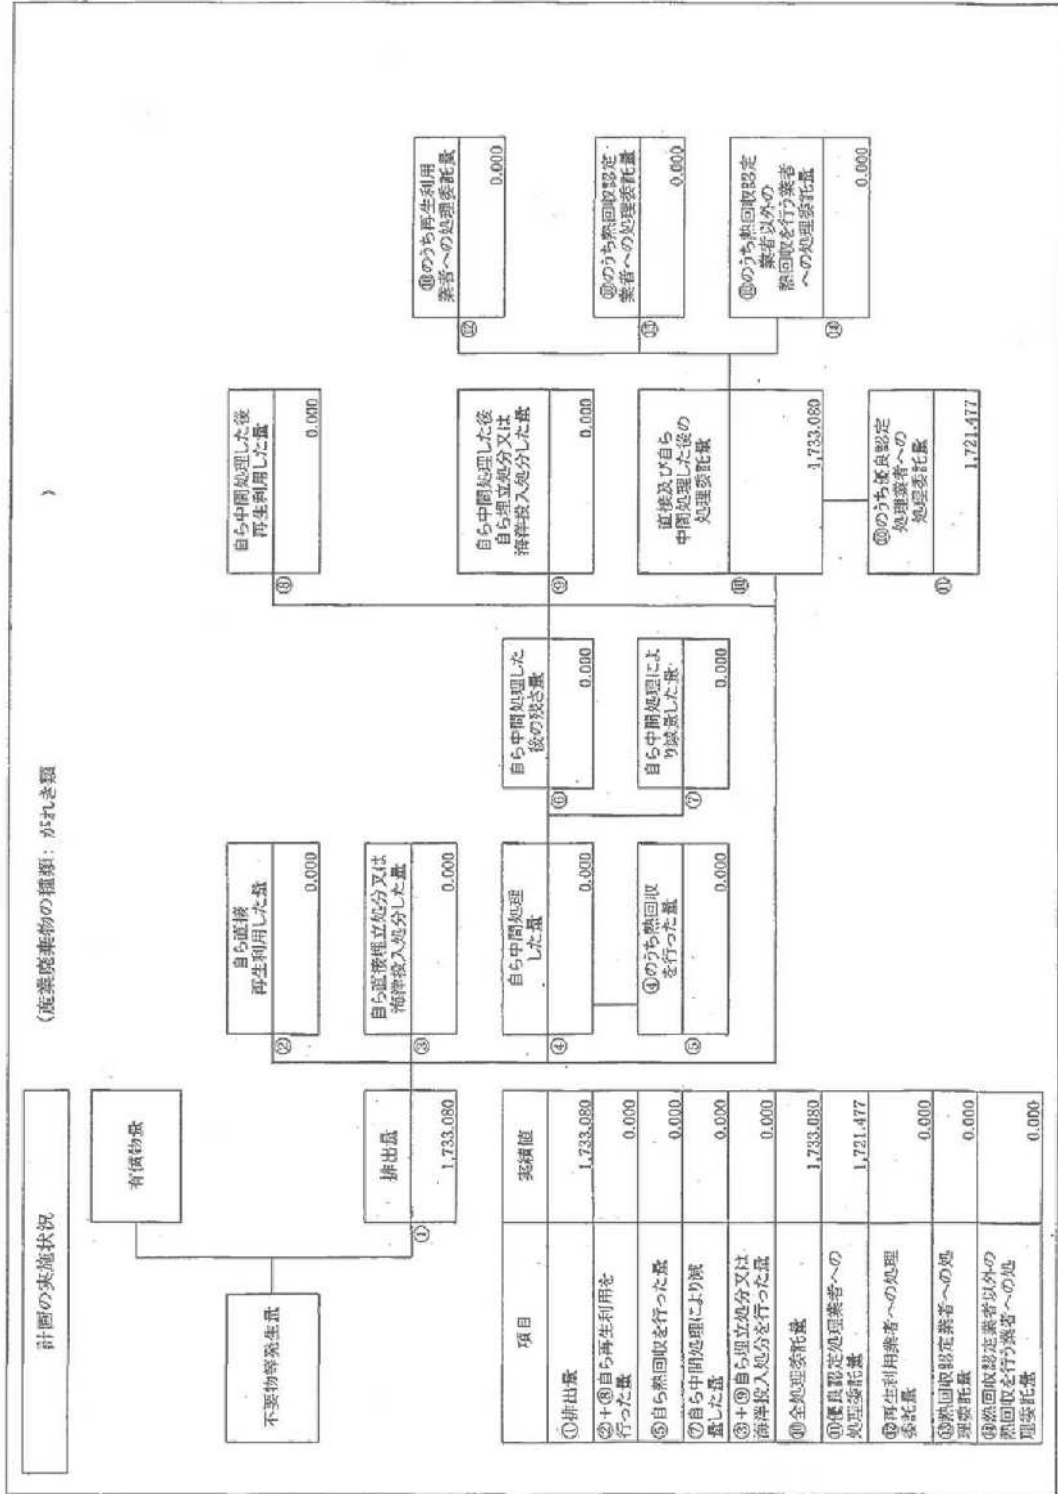 計画の実施状況
(産業廃棄物の種類: がれき類
)
不要物等発生量
有償物量
①
排出量
1,733.080
②
自ら直接
再生利用した量
0.000
③
自ら直接埋立処分又は
海洋投入処分した量
0.000
④
自ら中間処理
した量
0.000
⑤
④のうち熱回収
を行った量
0.000
⑥
自ら中間処理した
後の残さ量
0.000
⑦
自ら中間処理によ
り減量した量
0.000
⑧
自ら中間処理した後
再生利用した量
0.000
⑨
自ら中間処理した後
自ら埋立処分又は
海洋投入処分した量
0.000
⑩
直接及び自ら
中間処理した後の
処理委託量
1,733.080
⑪
⑩のうち優良認定
処理業者への
処理委託量
1,721.477
⑫
⑩のうち再生利用
業者への処理委託量
0.000
⑬
⑩のうち熱回収認定
業者への処理委託量
0.000
⑭
⑩のうち熱回収認定
業者以外の
熱回収を行う業者
への処理委託量
0.000
項目
実績値
①排出量
1,733.080
②+⑧自ら再生利用を
行った量
0.000
⑤自ら熱回収を行った量
0.000
⑦自ら中間処理により減
量した量
0.000
③+⑨自ら埋立処分又は
海洋投入処分を行った量
0.000
⑩全処理委託量
1,733.080
⑪優良認定処理業者への
処理委託量
1,721.477
⑫再生利用業者への処理
委託量
0.000
⑬熱回収認定業者への処
理委託量
0.000
⑭熱回収認定業者以外の
熱回収を行う業者への処
理委託量
0.000